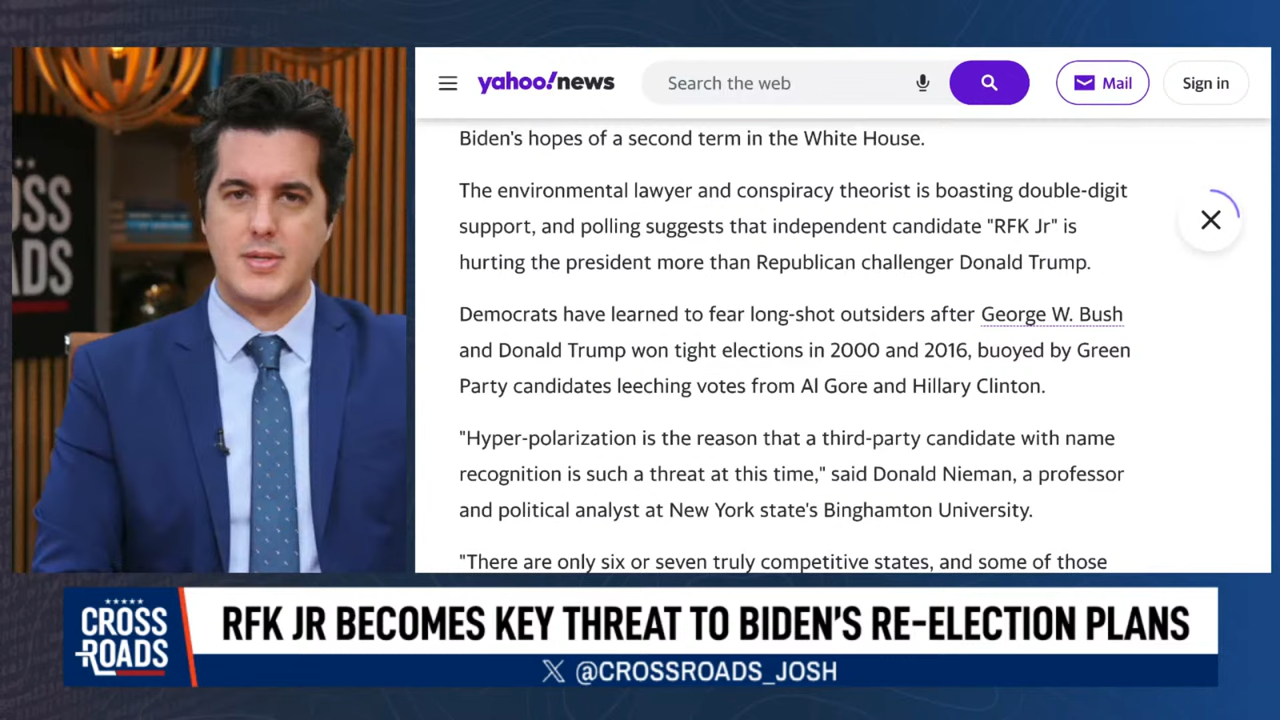 OSS
ADS
yahoo!news
Search the web
Mail
Sign in
Biden's hopes of a second term in the White House.
The environmental lawyer and conspiracy theorist is boasting double-digit
support, and polling suggests that independent candidate "RFK Jr" is
hurting the president more than Republican challenger Donald Trump.
Democrats have learned to fear long-shot outsiders after George W. Bush
and Donald Trump won tight elections in 2000 and 2016, buoyed by Green
Party candidates leeching votes from Al Gore and Hillary Clinton.
"Hyper-polarization is the reason that a third-party candidate with name
recognition is such a threat at this time," said Donald Nieman, a professor
and political analyst at New York state's Binghamton University.
"There are only six or seven truly competitive states, and some of those
CROSS
ROADS
RFK JR BECOMES KEY THREAT TO BIDEN'S RE-ELECTION PLANS
X @CROSSROADS_JOSH